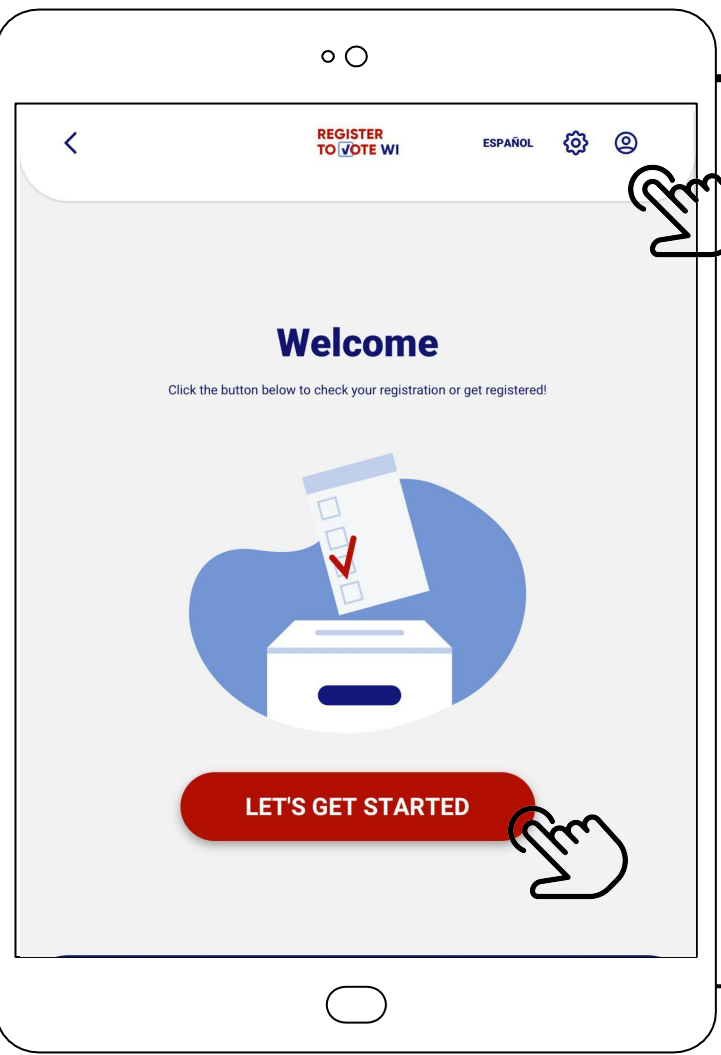 REGISTER
TO VOTE WI
ESPAÑOL
Welcome
Click the button below to check your registration or get registered!
LET'S GET STARTED